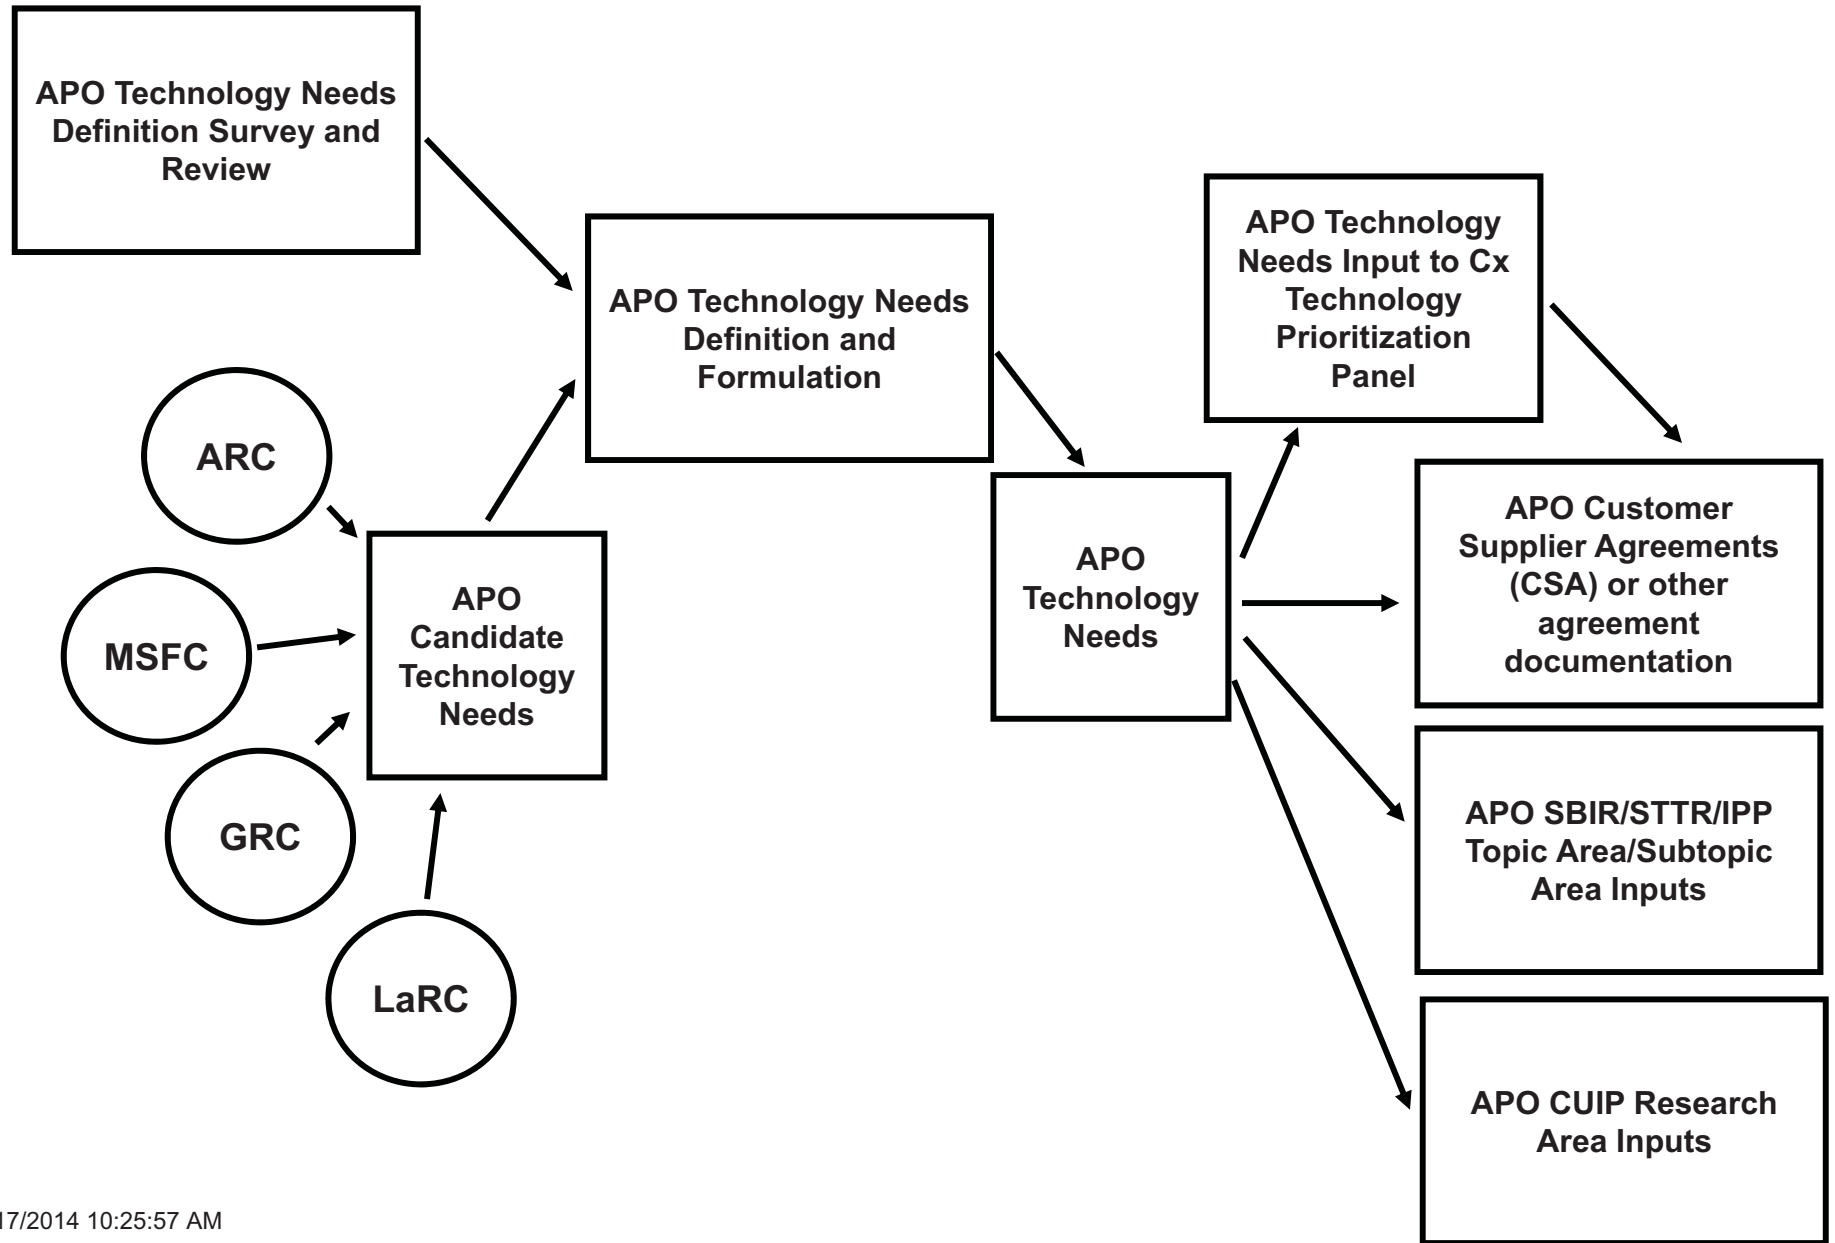 APO Technology Needs
Definition Survey and
Review
APO Technology Needs
Definition and
Formulation
APO Technology
Needs Input to Cx
Technology
Prioritization
Panel
ARC
MSFC
GRC
LaRC
APO
Candidate
Technology
Needs
APO
Technology
Needs
APO Customer
Supplier Agreements
(CSA) or other
agreement
documentation
APO SBIR/STTR/IPP
Topic Area/Subtopic
Area Inputs
APO CUIP Research
Area Inputs
17/2014 10:25:57 AM